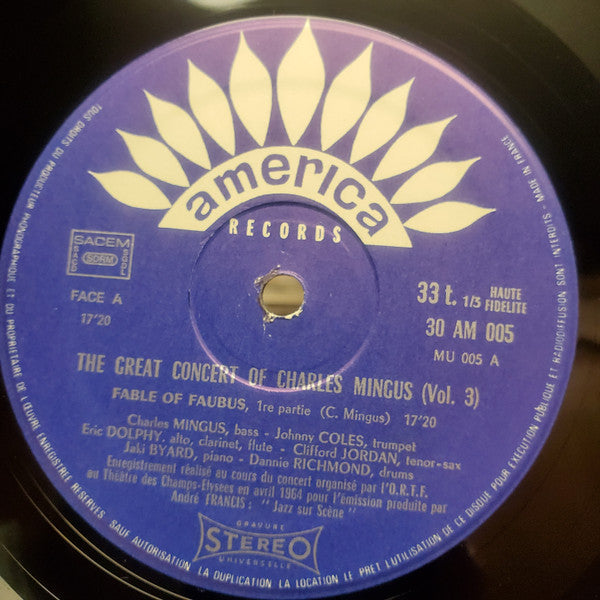 america
RECORDS
SACEM
SACD
SDRM
SGDL
FACE A
17'20
33 t. 1/3 HAUTE FIDELITE
30 AM 005
MU 005 A
THE GREAT CONCERT OF CHARLES MINGUS (Vol. 3)
FABLE OF FAUBUS, 1re partie (C. Mingus) 17'20
Charles MINGUS, bass - Johnny COLES, trumpet
Eric DOLPHY, alto, clarinet, flute - Clifford JORDAN, tenor-sax
Jaki BYARD, piano - Dannie RICHMOND, drums
Enregistrement réalisé au cours du concert organisé par l'O.R.T.F.
au Théâtre des Champs-Elysées en avril 1964 pour l'émission produite par
André FRANCIS : "Jazz sur Scène"
GRAVURE
STEREO
UNIVERSELLE
TOUS DROITS DU PRODUCTEUR PHONOGRAPHIQUE ET DU PROPRIETAIRE DE L'ŒUVRE ENREGISTREE RESERVES SAUF AUTORISATION LA DUPLICATION LA LOCATION LE PRET L'UTILISATION DE CE DISQUE POUR EXECUTION PUBLIQUE ET RADIODIFFUSION SONT INTERDITS - MADE IN FRANCE